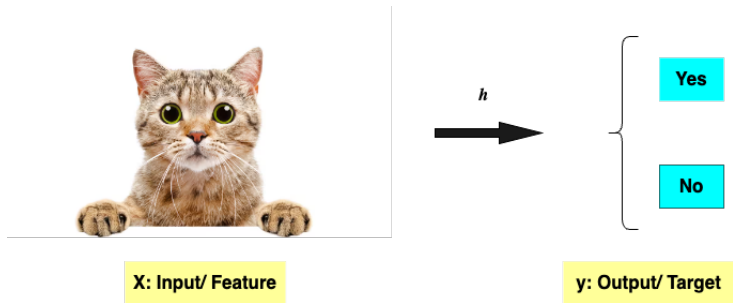 h
Yes
No
X: Input/ Feature
y: Output/ Target